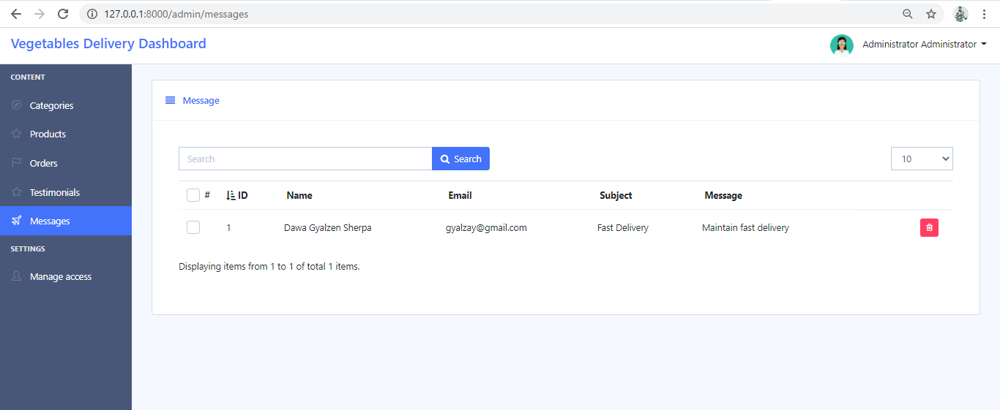 127.0.0.1:8000/admin/messages
Vegetables Delivery Dashboard
Administrator Administrator
CONTENT
Categories
Products
Orders
Testimonials
Messages
SETTINGS
Manage access
Message
Search Search 10
# ID Name Email Subject Message
1 Dawa Gyalzen Sherpa gyalzay@gmail.com Fast Delivery Maintain fast delivery
Displaying items from 1 to 1 of total 1 items.